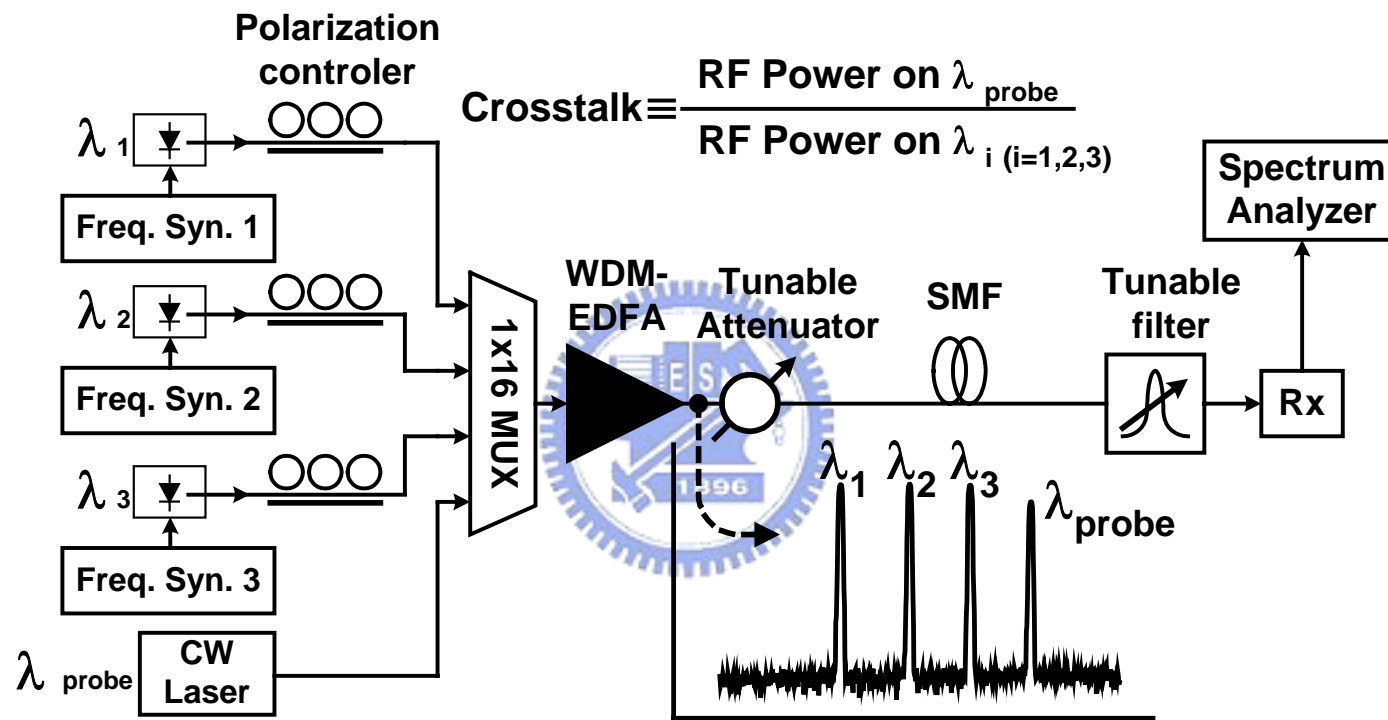 Polarization
controler
Crosstalk≡ RF Power on λ probe
RF Power on λ i (i=1,2,3)
λ 1
Freq. Syn. 1
λ 2
Freq. Syn. 2
λ 3
Freq. Syn. 3
λ probe
CW
Laser
1x16 MUX
WDM-
EDFA
Tunable
Attenuator
SMF
Tunable
filter
Rx
Spectrum
Analyzer
ES
1896
λ1
λ2
λ3
λprobe